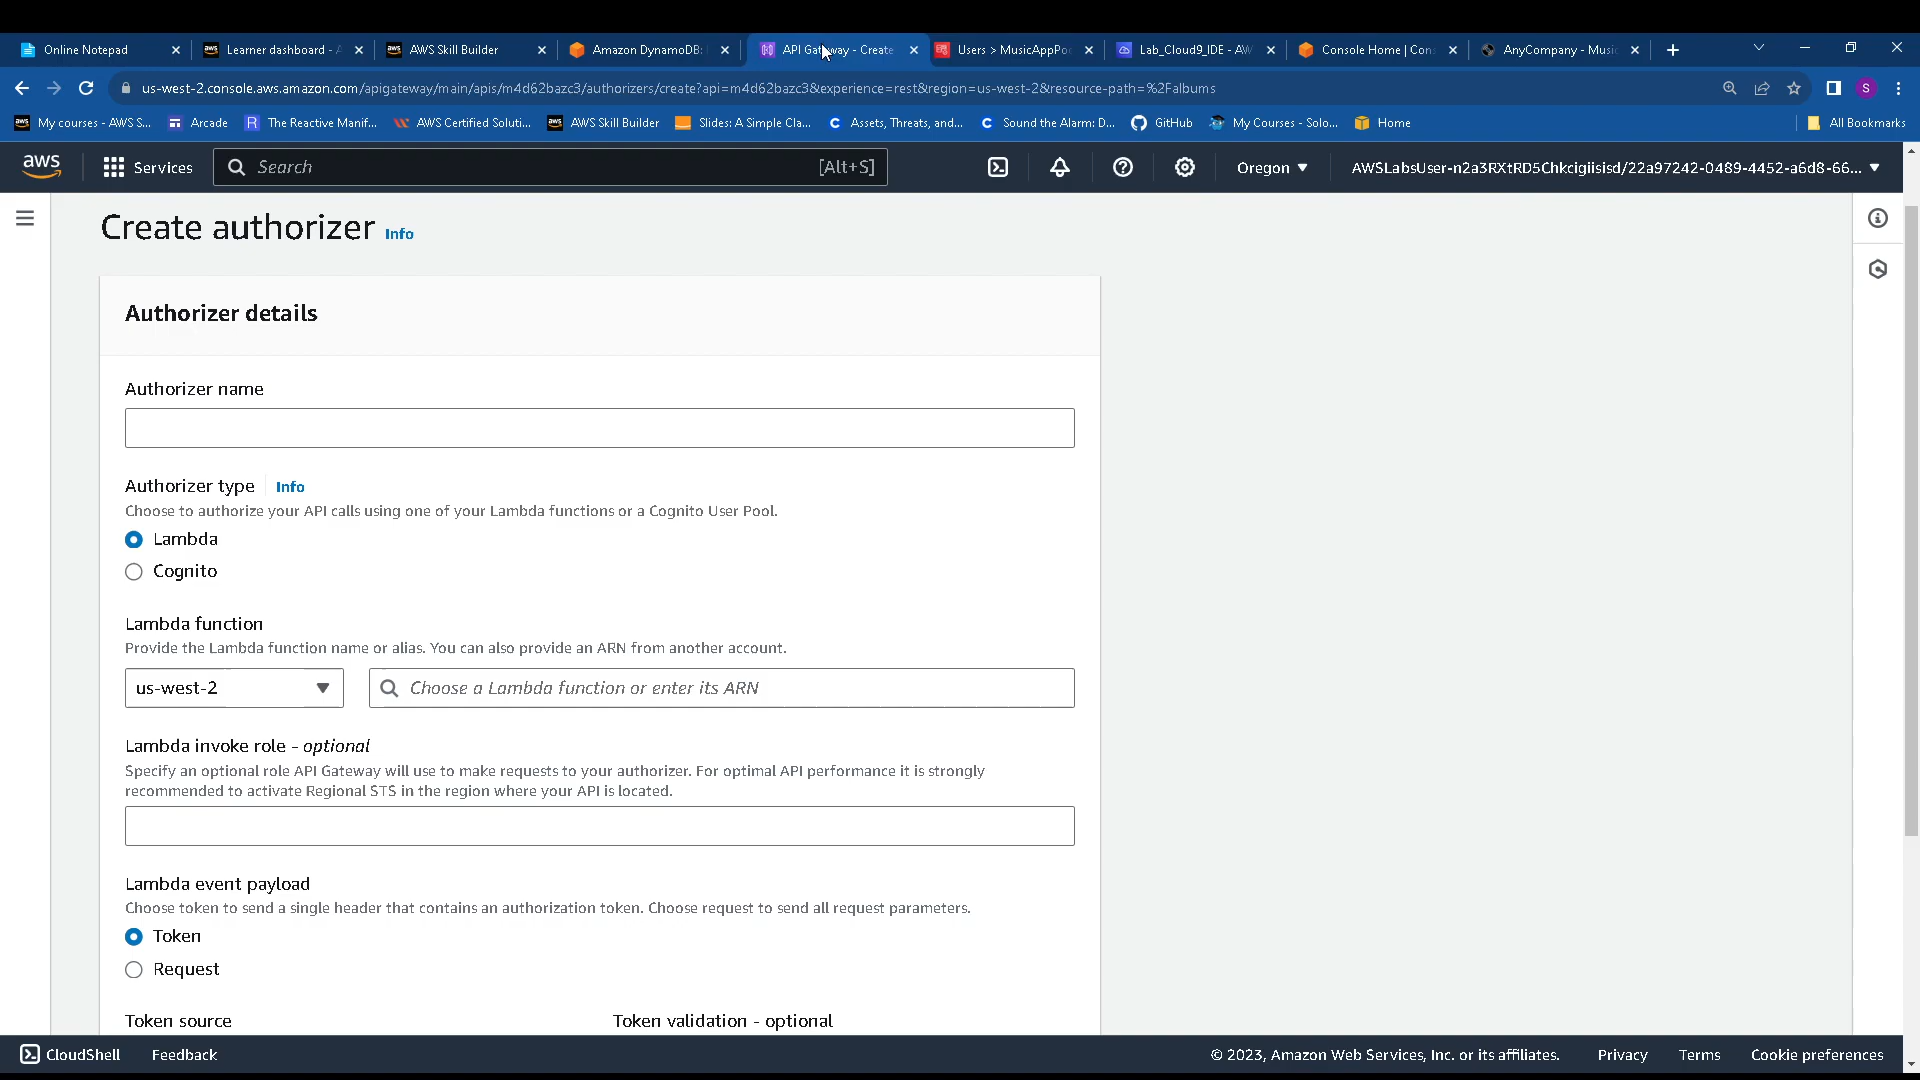 Online Notepad
Learner dashboard - A
AWS Skill Builder
Amazon DynamoDB:
API Gateway - Create
Users > MusicAppPoo
Lab_Cloud9_IDE - AW
Console Home | Con
AnyCompany - Music
us-west-2.console.aws.amazon.com/apigateway/main/apis/m4d62bazc3/authorizers/create?api=m4d62bazc3&experience=rest&region=us-west-2&resource-path=%2Falbums
S
My courses - AWS S...
Arcade
The Reactive Manif...
AWS Certified Soluti...
AWS Skill Builder
Slides: A Simple Cla...
Assets, Threats, and...
Sound the Alarm: D...
GitHub
My Courses - Solo...
Home
All Bookmarks
aws
Services
Search
[Alt+S]
Oregon
AWSLabsUser-n2a3RXtRD5Chkcigiisisd/22a97242-0489-4452-a6d8-66...
Create authorizer Info
Authorizer details
Authorizer name
Authorizer type Info
Choose to authorize your API calls using one of your Lambda functions or a Cognito User Pool.
Lambda
Cognito
Lambda function
Provide the Lambda function name or alias. You can also provide an ARN from another account.
us-west-2
Choose a Lambda function or enter its ARN
Lambda invoke role - optional
Specify an optional role API Gateway will use to make requests to your authorizer. For optimal API performance it is strongly
recommended to activate Regional STS in the region where your API is located.
Lambda event payload
Choose token to send a single header that contains an authorization token. Choose request to send all request parameters.
Token
Request
Token source
Token validation - optional
CloudShell
Feedback
© 2023, Amazon Web Services, Inc. or its affiliates.
Privacy
Terms
Cookie preferences